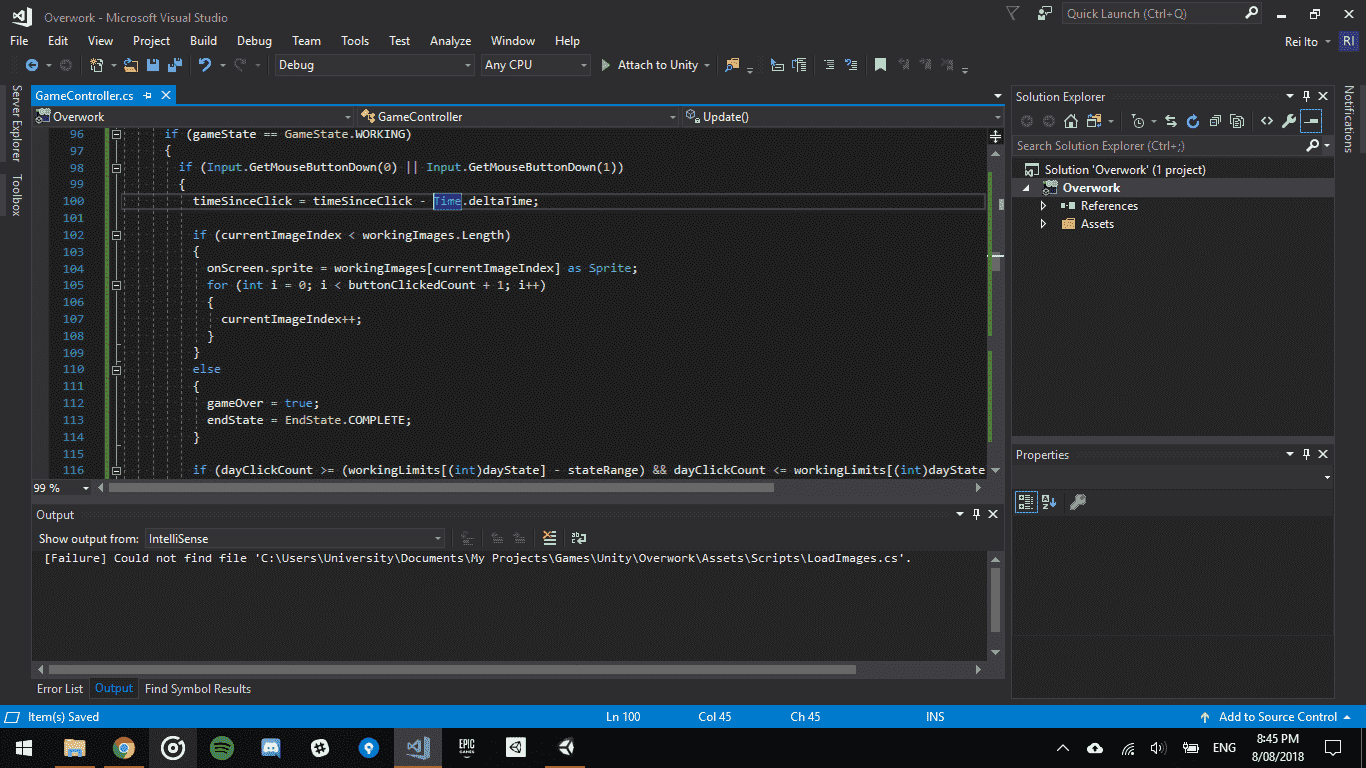 Overwork - Microsoft Visual Studio
Quick Launch (Ctrl+Q)
File Edit View Project Build Debug Team Tools Test Analyze Window Help
Rei Ito RI
Debug Any CPU Attach to Unity
Server Explorer
Toolbox
Notifications
GameController.cs
Overwork GameController Update()
96 if (gameState == GameState.WORKING)
97 {
98 if (Input.GetMouseButtonDown(0) || Input.GetMouseButtonDown(1))
99 {
100 timeSinceClick = timeSinceClick - Time.deltaTime;
101
102 if (currentImageIndex < workingImages.Length)
103 {
104 onScreen.sprite = workingImages[currentImageIndex] as Sprite;
105 for (int i = 0; i < buttonClickedCount + 1; i++)
106 {
107 currentImageIndex++;
108 }
109 }
110 else
111 {
112 gameOver = true;
113 endState = EndState.COMPLETE;
114 }
115
116 if (dayClickCount >= (workingLimits[(int)dayState] - stateRange) && dayClickCount <= workingLimits[(int)dayState
99 %
Output
Show output from: IntelliSense
[Failure] Could not find file 'C:\Users\University\Documents\My Projects\Games\Unity\Overwork\Assets\Scripts\LoadImages.cs'.
Error List Output Find Symbol Results
Solution Explorer
Search Solution Explorer (Ctrl+;)
Solution 'Overwork' (1 project)
Overwork
References
Assets
Properties
Item(s) Saved Ln 100 Col 45 Ch 45 INS Add to Source Control
EPIC GAMES
ENG
8:45 PM
8/08/2018